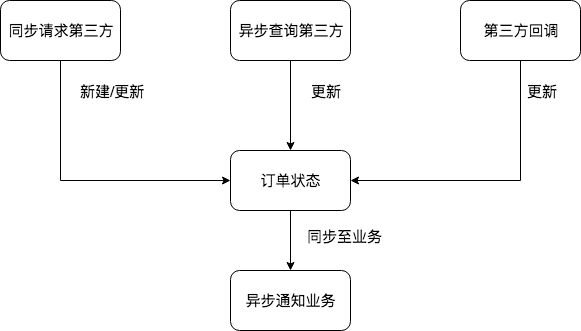 同步请求第三方
异步查询第三方
第三方回调
新建/更新
更新
更新
订单状态
同步至业务
异步通知业务